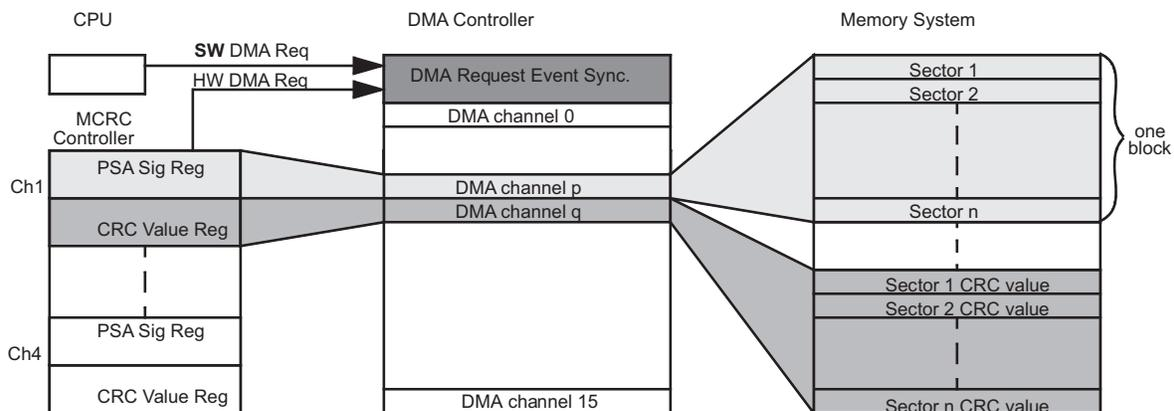 CPU
DMA Controller
Memory System
SW DMA Req
HW DMA Req
DMA Request Event Sync.
DMA channel 0
DMA channel p
DMA channel q
DMA channel 15
MCRC
Controller
Ch1
PSA Sig Reg
CRC Value Reg
Ch4
PSA Sig Reg
CRC Value Reg
Sector 1
Sector 2
Sector n
one
block
Sector 1 CRC value
Sector 2 CRC value
Sector n CRC value